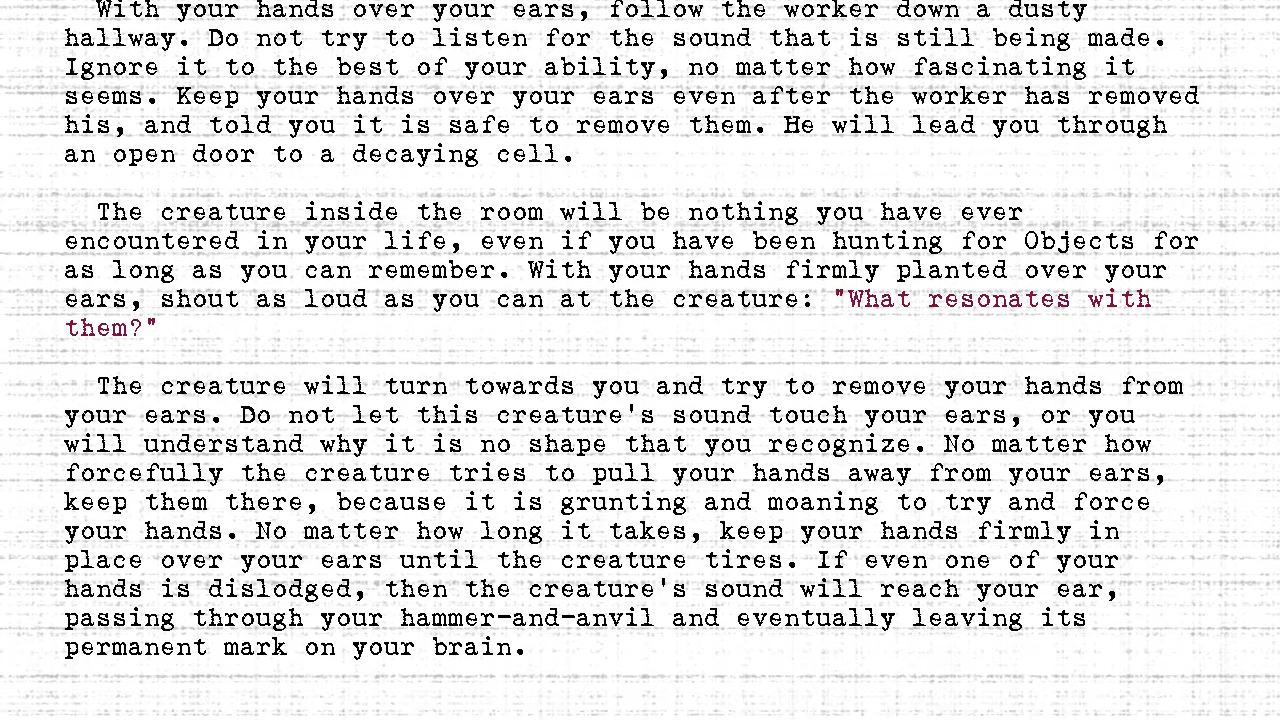 With your hands over your ears, follow the worker down a dusty
hallway. Do not try to listen for the sound that is still being made.
Ignore it to the best of your ability, no matter how fascinating it
seems. Keep your hands over your ears even after the worker has removed
his, and told you it is safe to remove them. He will lead you through
an open door to a decaying cell.
The creature inside the room will be nothing you have ever
encountered in your life, even if you have been hunting for Objects for
as long as you can remember. With your hands firmly planted over your
ears, shout as loud as you can at the creature: "What resonates with
them?"
The creature will turn towards you and try to remove your hands from
your ears. Do not let this creature's sound touch your ears, or you
will understand why it is no shape that you recognize. No matter how
forcefully the creature tries to pull your hands away from your ears,
keep them there, because it is grunting and moaning to try and force
your hands. No matter how long it takes, keep your hands firmly in
place over your ears until the creature tires. If even one of your
hands is dislodged, then the creature's sound will reach your ear,
passing through your hammer-and-anvil and eventually leaving its
permanent mark on your brain.